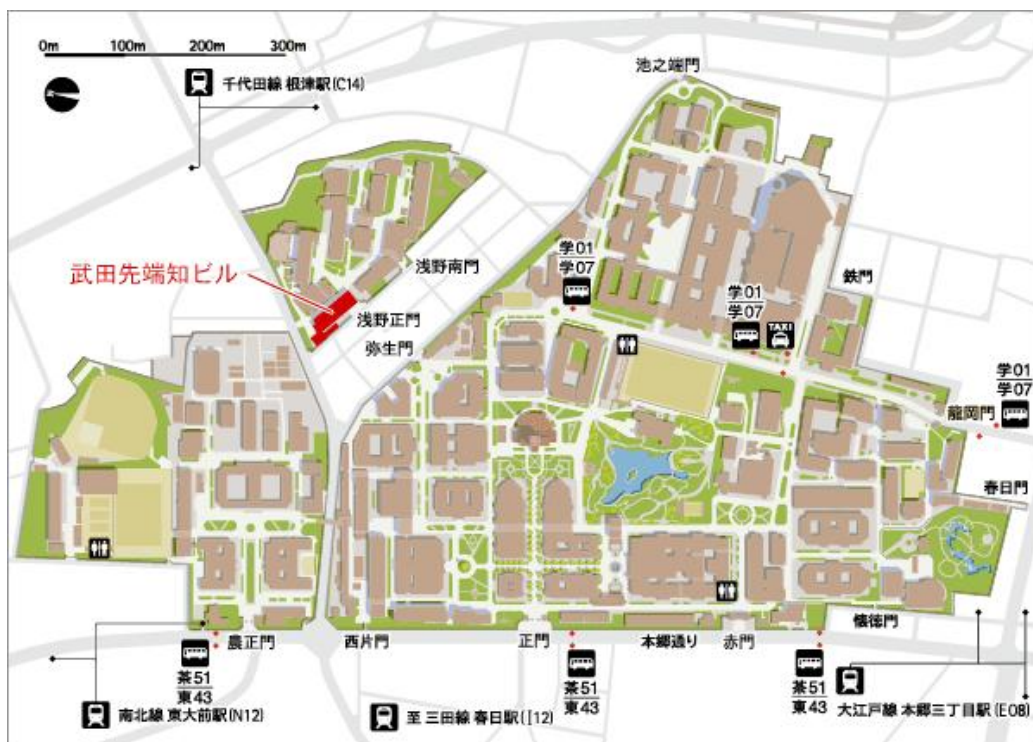 0m 100m 200m 300m
千代田線 根津駅(C14)
池之端門
武田先端知ビル
浅野南門
浅野正門
弥生門
学01
学07
学01
学07
TAXI
鉄門
学01
学07
龍岡門
春日門
農正門
西片門
正門
本郷通り
赤門
懐徳門
茶51
東43
茶51
東43
茶51
東43
南北線 東大前駅(N12)
至 三田線 春日駅([12)
大江戸線 本郷三丁目駅(E08)